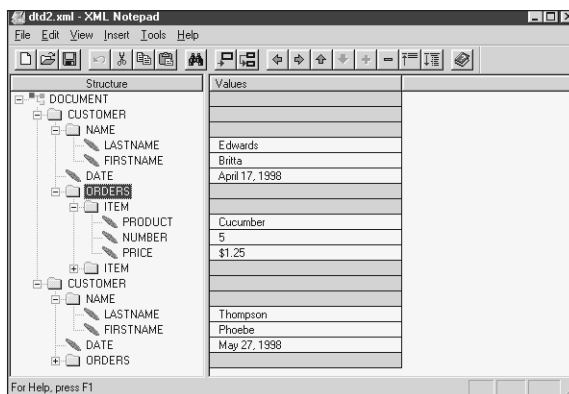 dtd2.xml - XML Notepad
File Edit View Insert Tools Help
Structure Values
DOCUMENT
CUSTOMER
NAME
LASTNAME Edwards
FIRSTNAME Britta
DATE April 17, 1998
ORDERS
ITEM
PRODUCT Cucumber
NUMBER 5
PRICE $1.25
ITEM
CUSTOMER
NAME
LASTNAME Thompson
FIRSTNAME Phoebe
DATE May 27, 1998
ORDERS
For Help, press F1